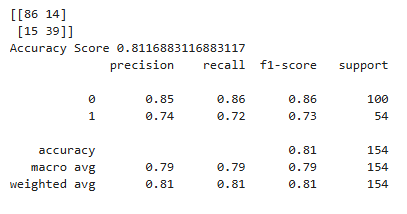 [[86 14]
 [15 39]]
Accuracy Score 0.8116883116883117
              precision    recall  f1-score   support

           0       0.85      0.86      0.86       100
           1       0.74      0.72      0.73        54

    accuracy                           0.81       154
   macro avg       0.79      0.79      0.79       154
weighted avg       0.81      0.81      0.81       154